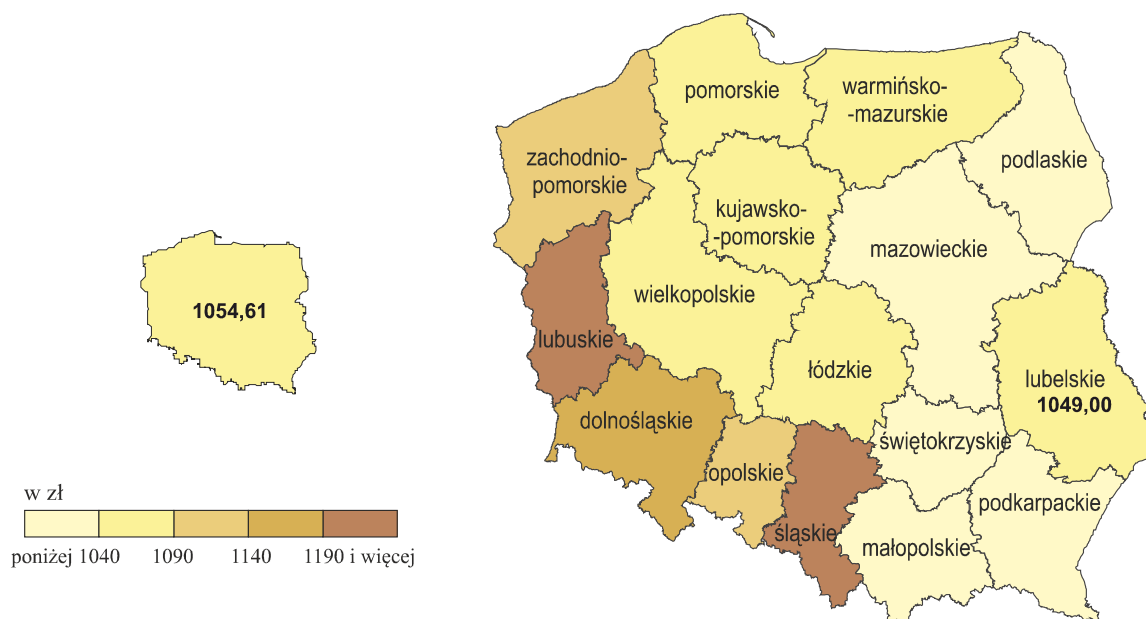 pomorskie
warmińsko-
-mazurskie
podlaskie
zachodnio-
pomorskie
kujawsko-
-pomorskie
mazowieckie
wielkopolskie
1054,61
lubuskie
łódzkie
lubelskie
1049,00
dolnośląskie
świętokrzyskie
opolskie
podkarpackie
śląskie
małopolskie
w zł
poniżej 1040 1090 1140 1190 i więcej